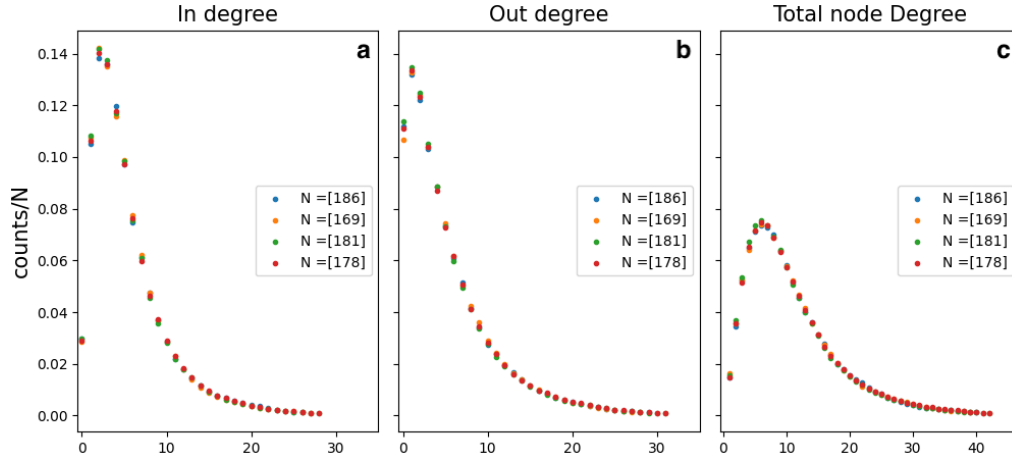 In degree
Out degree
Total node Degree
a
b
c
counts/N
0.14
0.12
0.10
0.08
0.06
0.04
0.02
0.00
N =[186]
N =[169]
N =[181]
N =[178]
N =[186]
N =[169]
N =[181]
N =[178]
N =[186]
N =[169]
N =[181]
N =[178]
0 10 20 30
0 10 20 30
0 10 20 30 40